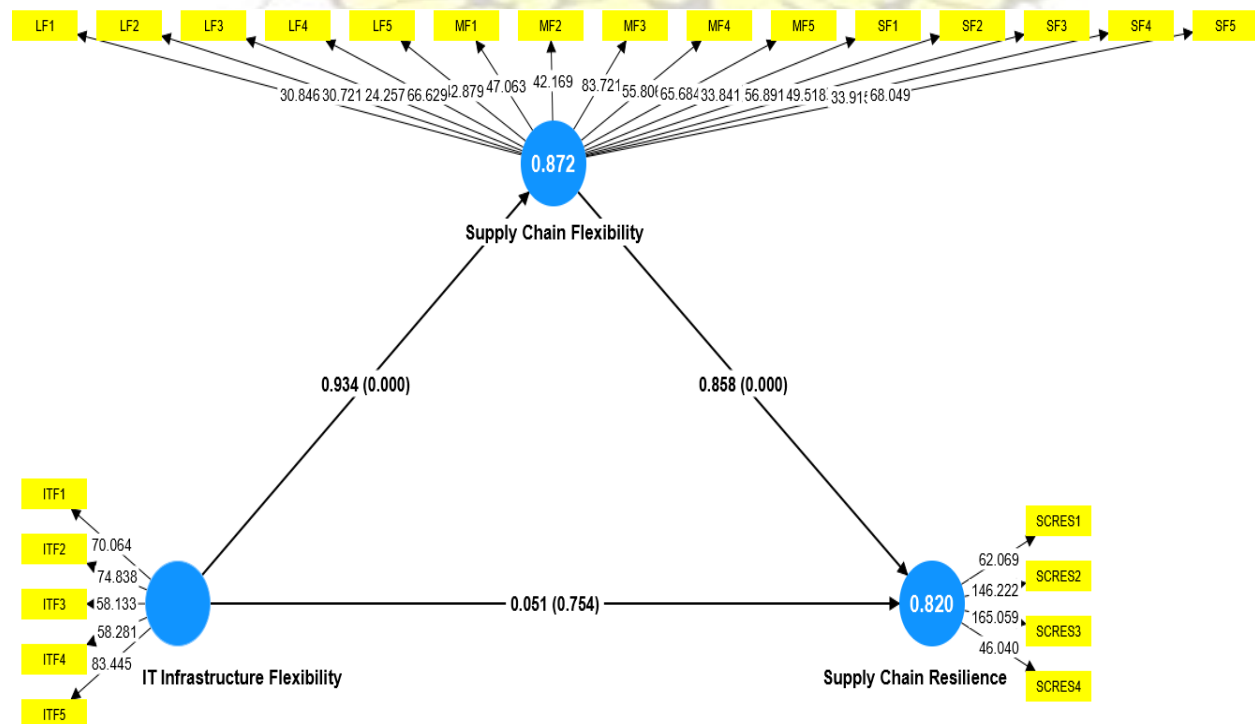 LF1 LF2 LF3 LF4 LF5 MF1 MF2 MF3 MF4 MF5 SF1 SF2 SF3 SF4 SF5
30.846 30.721 24.257 66.629 47.063 42.169 83.721 33.841 56.891 49.518 68.049
0.872
Supply Chain Flexibility
0.934 (0.000) 0.858 (0.000)
ITF1
70.064
ITF2
74.838
ITF3
58.133
ITF4
58.281
ITF5
83.445
IT Infrastructure Flexibility
0.051 (0.754)
0.820
Supply Chain Resilience
SCRES1
62.069
SCRES2
146.222
SCRES3
165.059
SCRES4
46.040